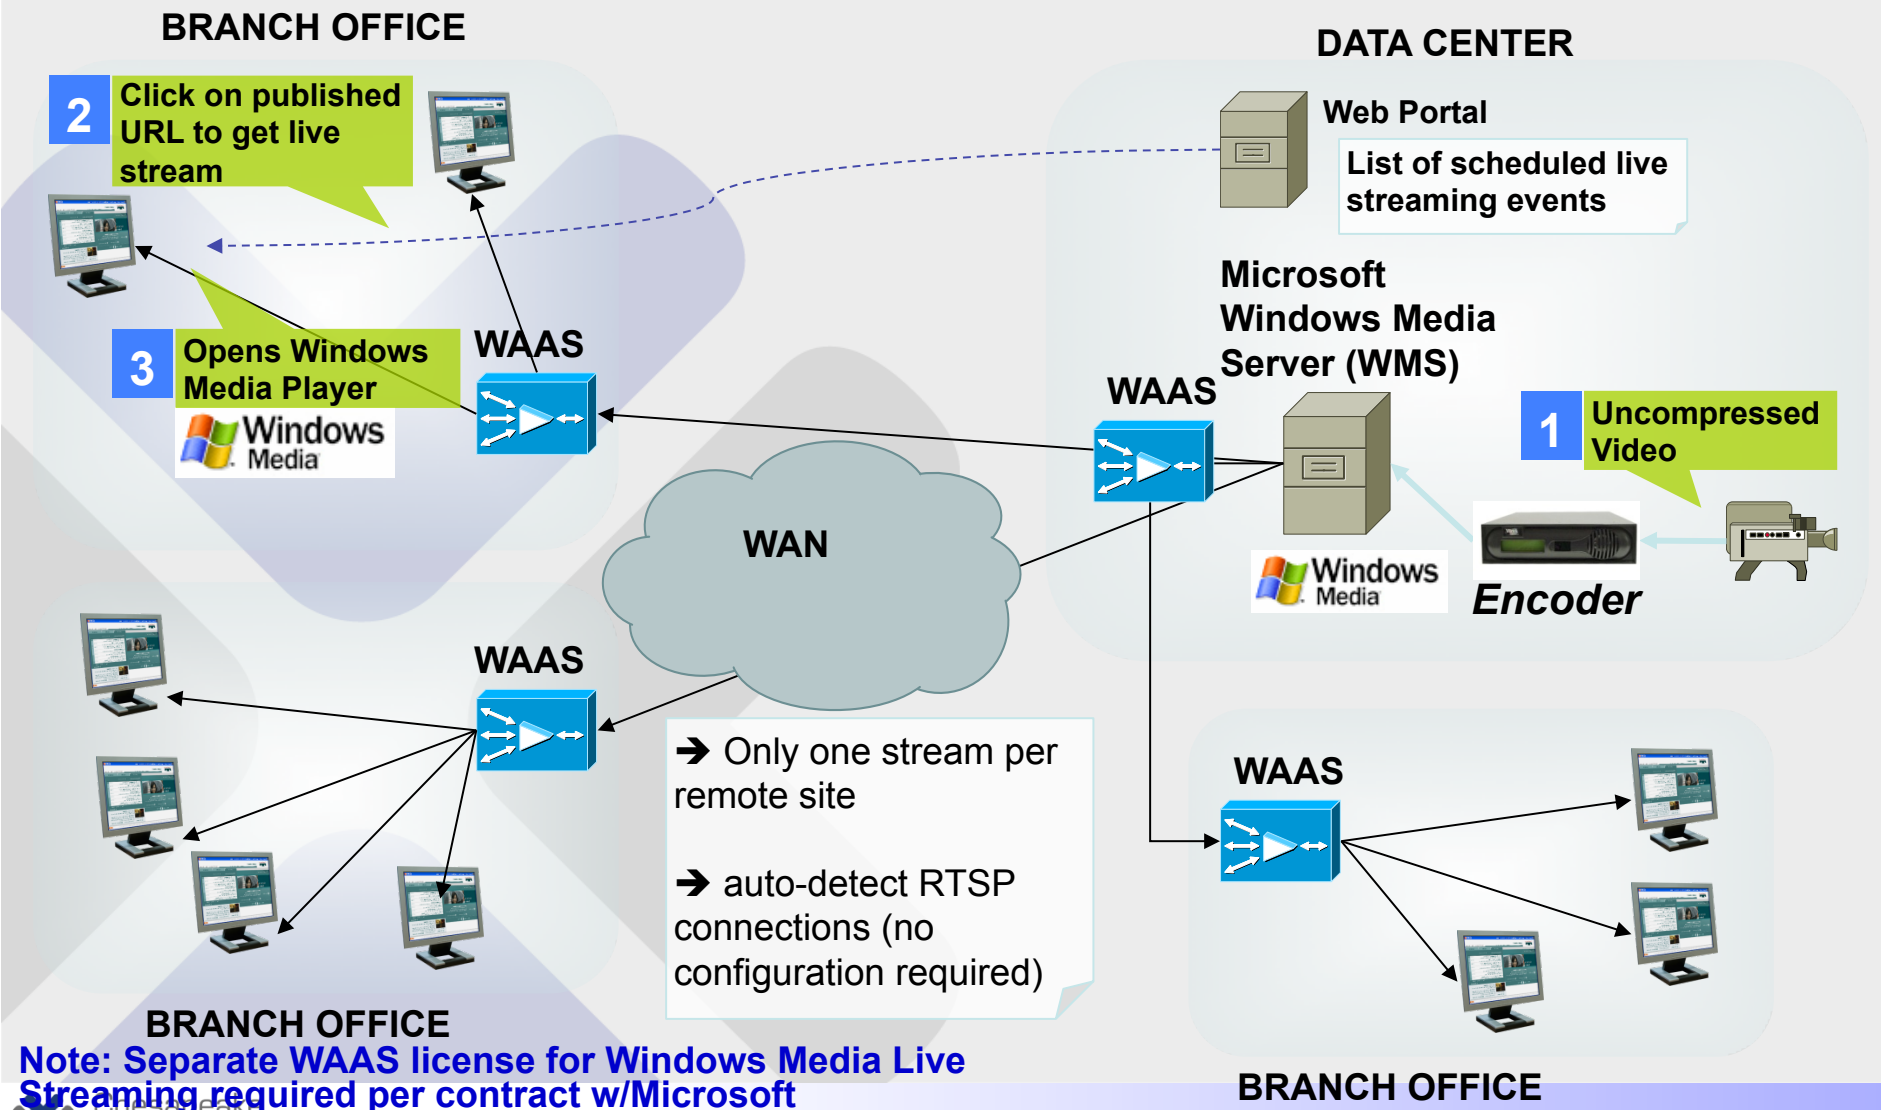 BRANCH OFFICE
DATA CENTER
2
Click on published
URL to get live
stream
Web Portal
List of scheduled live
streaming events
Microsoft
Windows Media
Server (WMS)
WAAS
3
Opens Windows
Media Player
Windows
Media
WAAS
1
Uncompressed
Video
WAN
Windows
Media
Encoder
WAAS
➔ Only one stream per
remote site
➔ auto-detect RTSP
connections (no
configuration required)
WAAS
BRANCH OFFICE
Note: Separate WAAS license for Windows Media Live
Streaming required per contract w/Microsoft
BRANCH OFFICE